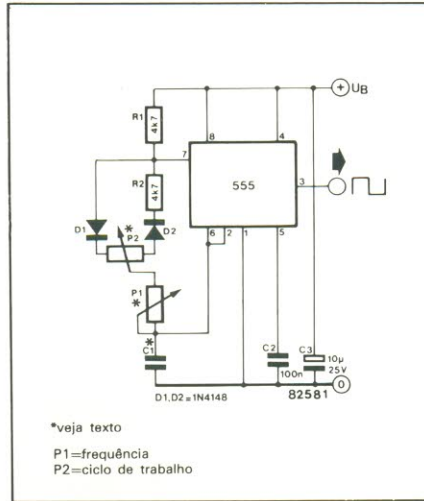 + UB
R1
4k7
8
4
7
R2
4k7
555
3
D1
*
P2
D2
6
2
1
5
P1
*
*
C1
C2
100n
C3
10µ
25V
0
D1, D2 = 1N4148
82581
*veja texto
P1=frequência
P2=ciclo de trabalho